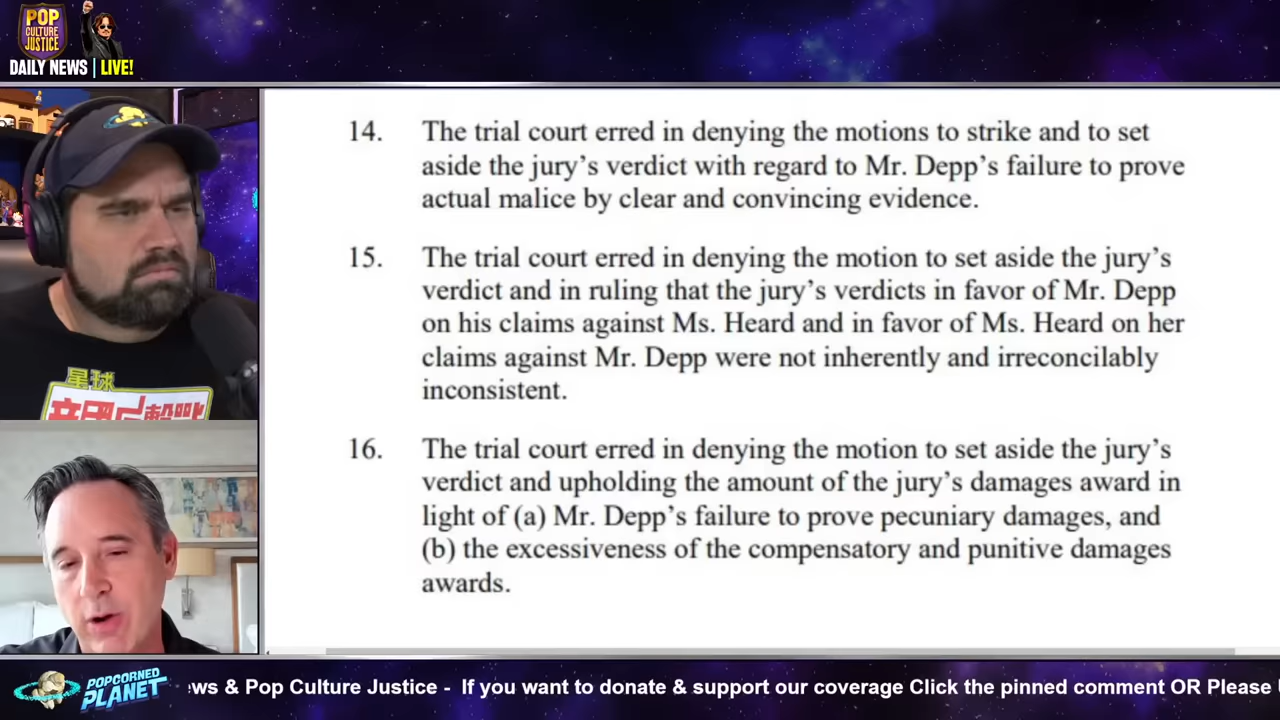 POP
CULTURE
JUSTICE
DAILY NEWS | LIVE!
14. The trial court erred in denying the motions to strike and to set
aside the jury’s verdict with regard to Mr. Depp’s failure to prove
actual malice by clear and convincing evidence.
15. The trial court erred in denying the motion to set aside the jury’s
verdict and in ruling that the jury’s verdicts in favor of Mr. Depp
on his claims against Ms. Heard and in favor of Ms. Heard on her
claims against Mr. Depp were not inherently and irreconcilably
inconsistent.
16. The trial court erred in denying the motion to set aside the jury’s
verdict and upholding the amount of the jury’s damages award in
light of (a) Mr. Depp’s failure to prove pecuniary damages, and
(b) the excessiveness of the compensatory and punitive damages
awards.
星球
POPCORNED
PLANET
ws & Pop Culture Justice - If you want to donate & support our coverage Click the pinned comment OR Please